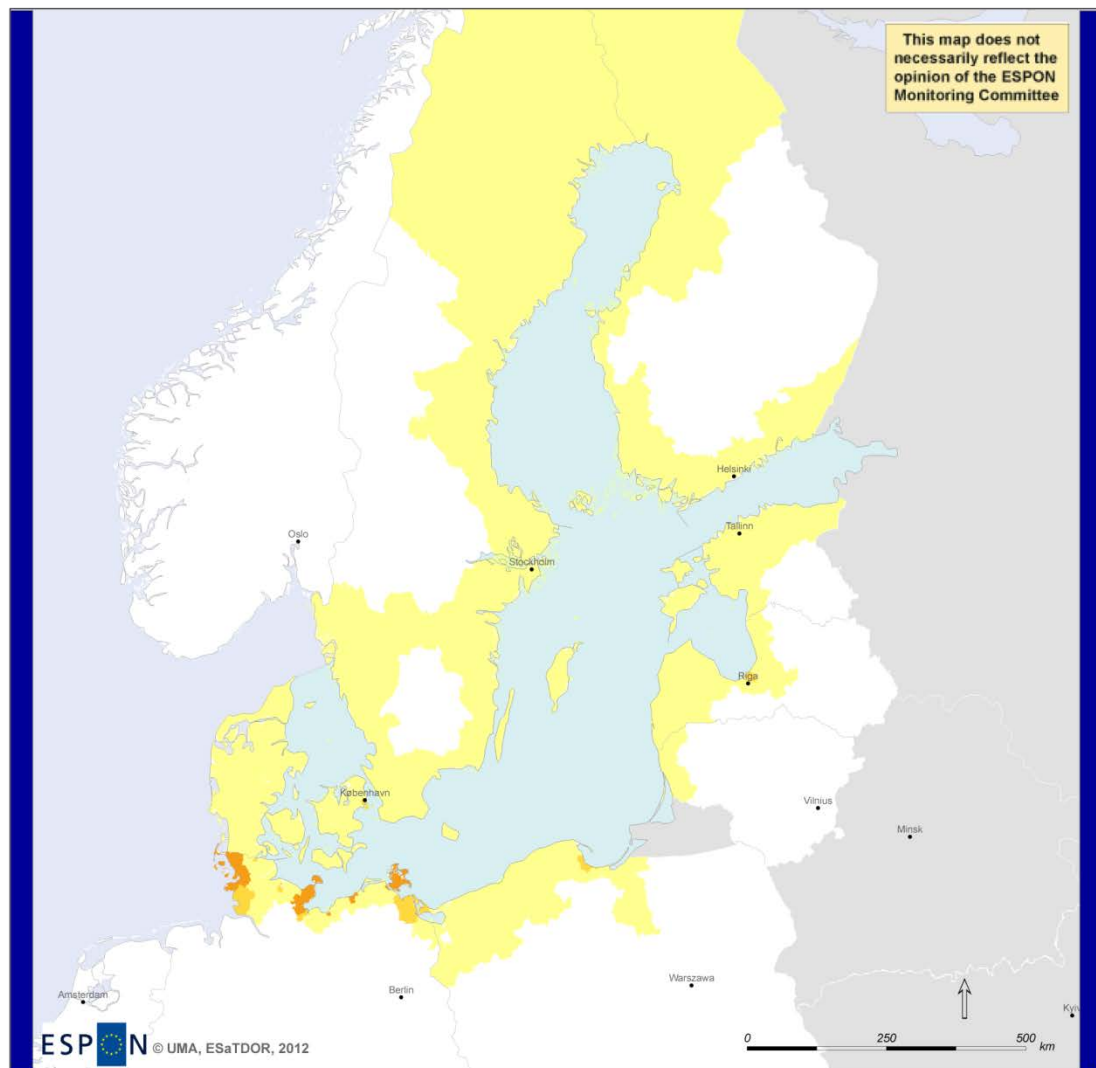 This map does not
necessarily reflect the
opinion of the ESPON
Monitoring Committee
Helsinki
Tallinn
Oslo
Stockholm
Riga
København
Vilnius
Minsk
Warszawa
Amsterdam
Berlin
Kyiv
ESPON © UMA, ESaTDOR, 2012
0 250 500
km